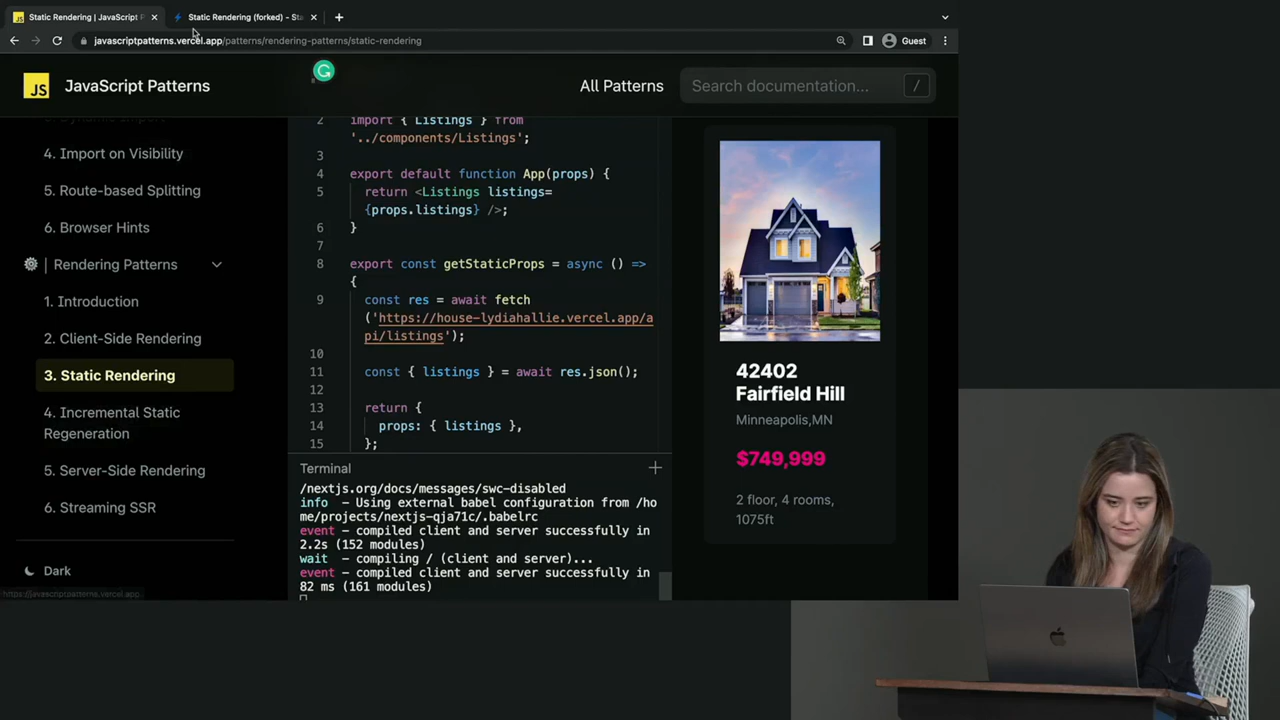 Static Rendering | JavaScript P
Static Rendering (forked) - Sta
javascriptpatterns.vercel.app/patterns/rendering-patterns/static-rendering
Guest
JS
JavaScript Patterns
All Patterns
Search documentation...
/
4. Import on Visibility
5. Route-based Splitting
6. Browser Hints
| Rendering Patterns
1. Introduction
2. Client-Side Rendering
3. Static Rendering
4. Incremental Static
Regeneration
5. Server-Side Rendering
6. Streaming SSR
Dark
https://javascriptpatterns.vercel.app
2 import { Listings } from
'../components/Listings';
3
4 export default function App(props) {
5 return <Listings listings=
{props.listings} />;
6 }
7
8 export const getStaticProps = async () =>
{
9 const res = await fetch
('https://house-lydiahallie.vercel.app/a
pi/listings');
10
11 const { listings } = await res.json();
12
13 return {
14 props: { listings },
15 };
Terminal
/nextjs.org/docs/messages/swc-disabled
info - Using external babel configuration from /ho
me/projects/nextjs-qja71c/.babelrc
event - compiled client and server successfully in
2.2s (152 modules)
wait - compiling / (client and server)...
event - compiled client and server successfully in
82 ms (161 modules)
42402
Fairfield Hill
Minneapolis,MN
$749,999
2 floor, 4 rooms,
1075ft